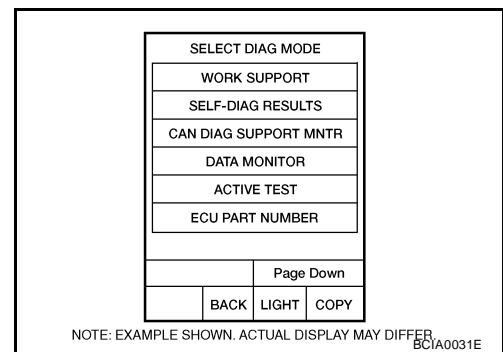 SELECT DIAG MODE
WORK SUPPORT
SELF-DIAG RESULTS
CAN DIAG SUPPORT MNTR
DATA MONITOR
ACTIVE TEST
ECU PART NUMBER
Page Down
BACK LIGHT COPY
NOTE: EXAMPLE SHOWN. ACTUAL DISPLAY MAY DIFFER.
BCIA0031E